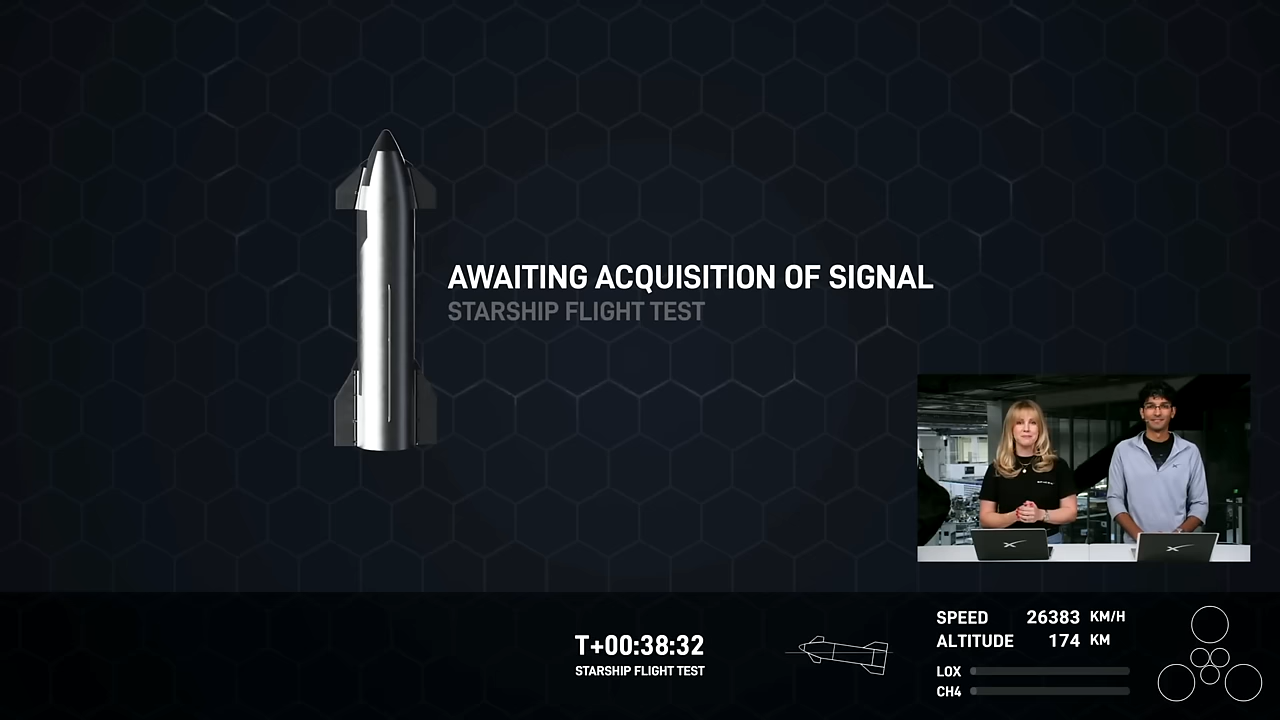 AWAITING ACQUISITION OF SIGNAL
STARSHIP FLIGHT TEST
T+00:38:32
STARSHIP FLIGHT TEST
SPEED 26383 KM/H
ALTITUDE 174 KM
LOX
CH4